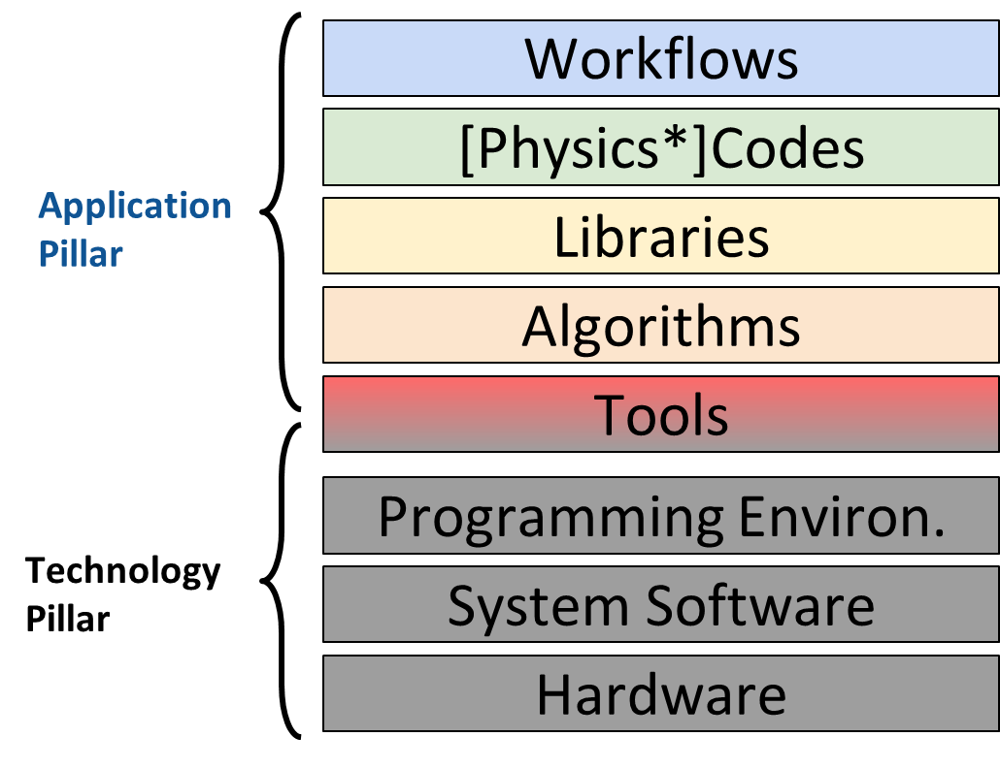 Workflows
[Physics*]Codes
Application
Pillar
Libraries
Algorithms
Tools
Programming Environ.
Technology
Pillar
System Software
Hardware